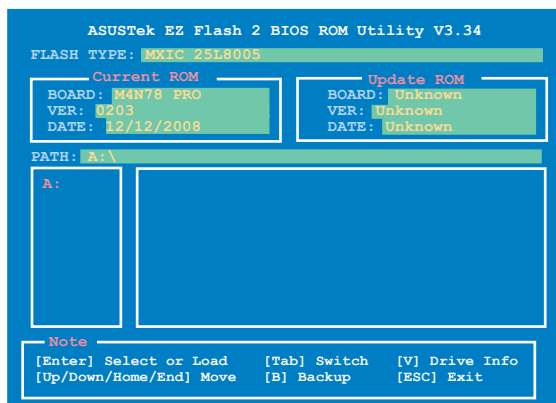 ASUSTek EZ Flash 2 BIOS ROM Utility V3.34
FLASH TYPE: MXIC 25L8005
Current ROM
BOARD: M4N78 PRO
VER: 0203
DATE: 12/12/2008
Update ROM
BOARD: Unknown
VER: Unknown
DATE: Unknown
PATH: A:\
A:
Note
[Enter] Select or Load [Tab] Switch [V] Drive Info
[Up/Down/Home/End] Move [B] Backup [ESC] Exit